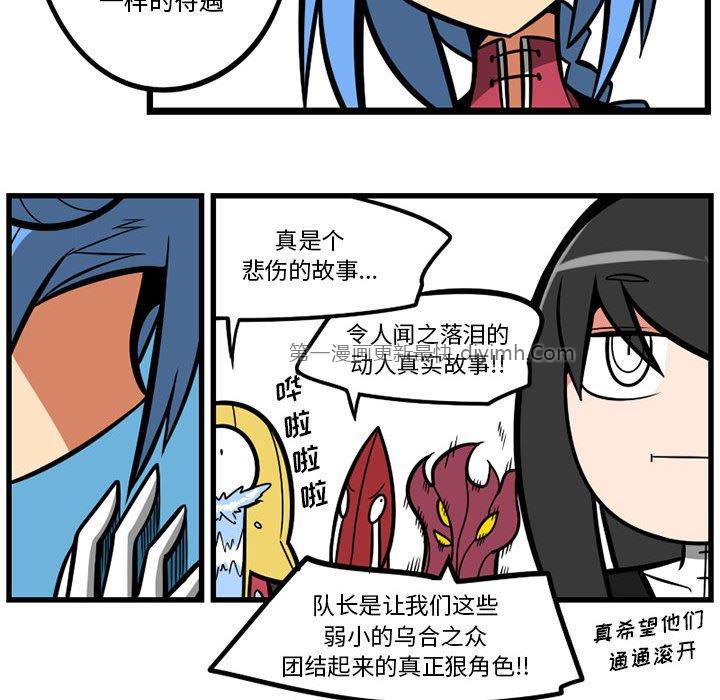 一样的待遇
真是个
悲伤的故事...
令人闻之落泪的
动人真实故事!!
第一漫画更新最快 diyimh.Com
哗啦啦啦
队长是让我们这些
弱小的乌合之众
团结起来的真正狠角色!!
真希望他们
通通滚开